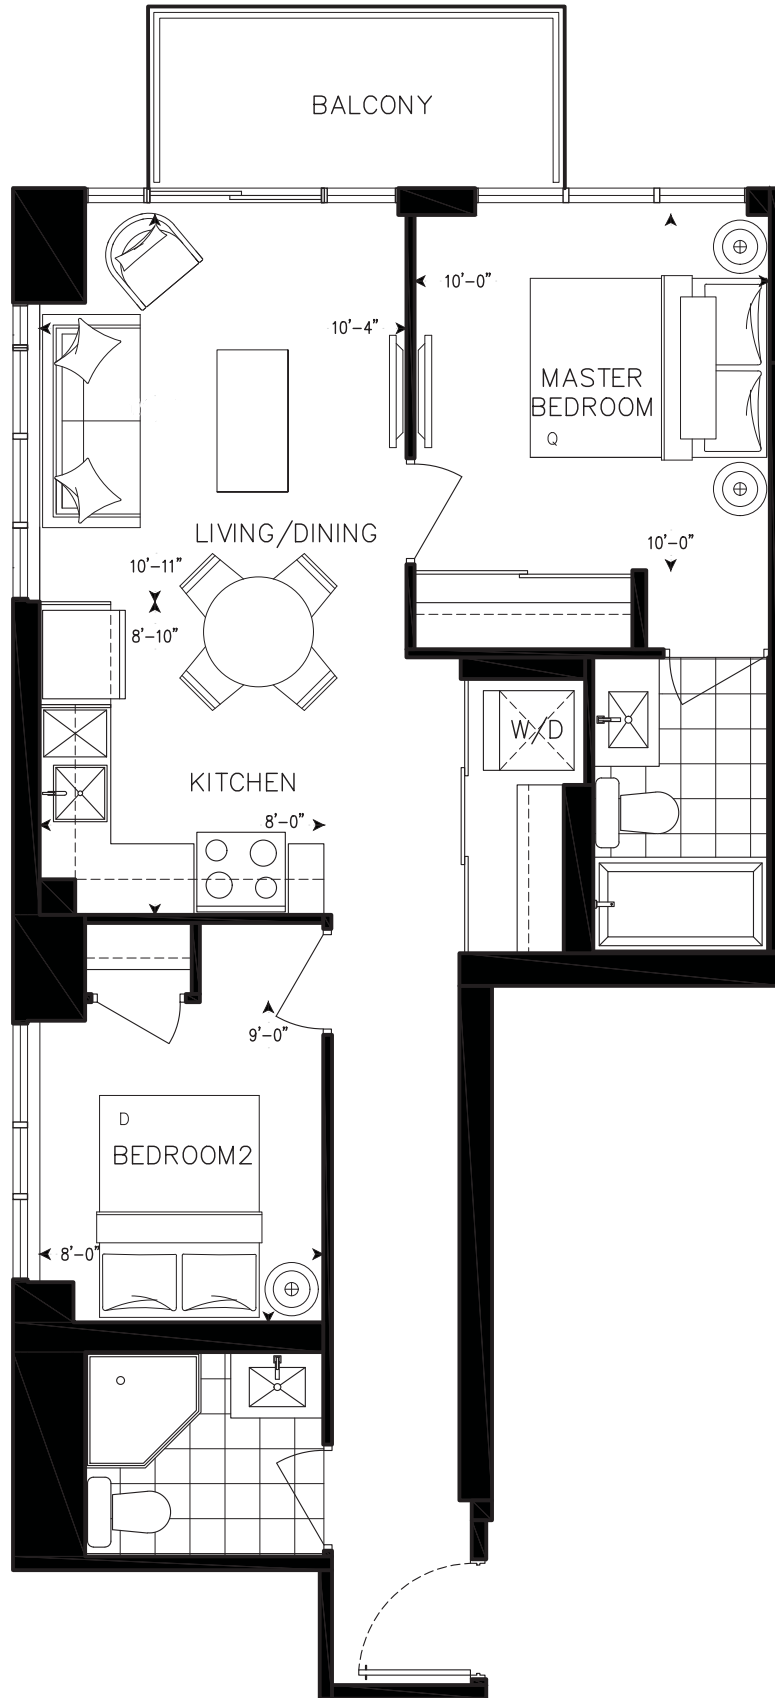 BALCONY
10'-0"
10'-4"
MASTER
BEDROOM
Q
LIVING/DINING
10'-0"
10'-11"
8'-10"
W/D
KITCHEN
8'-0"
9'-0"
D
BEDROOM2
8'-0"